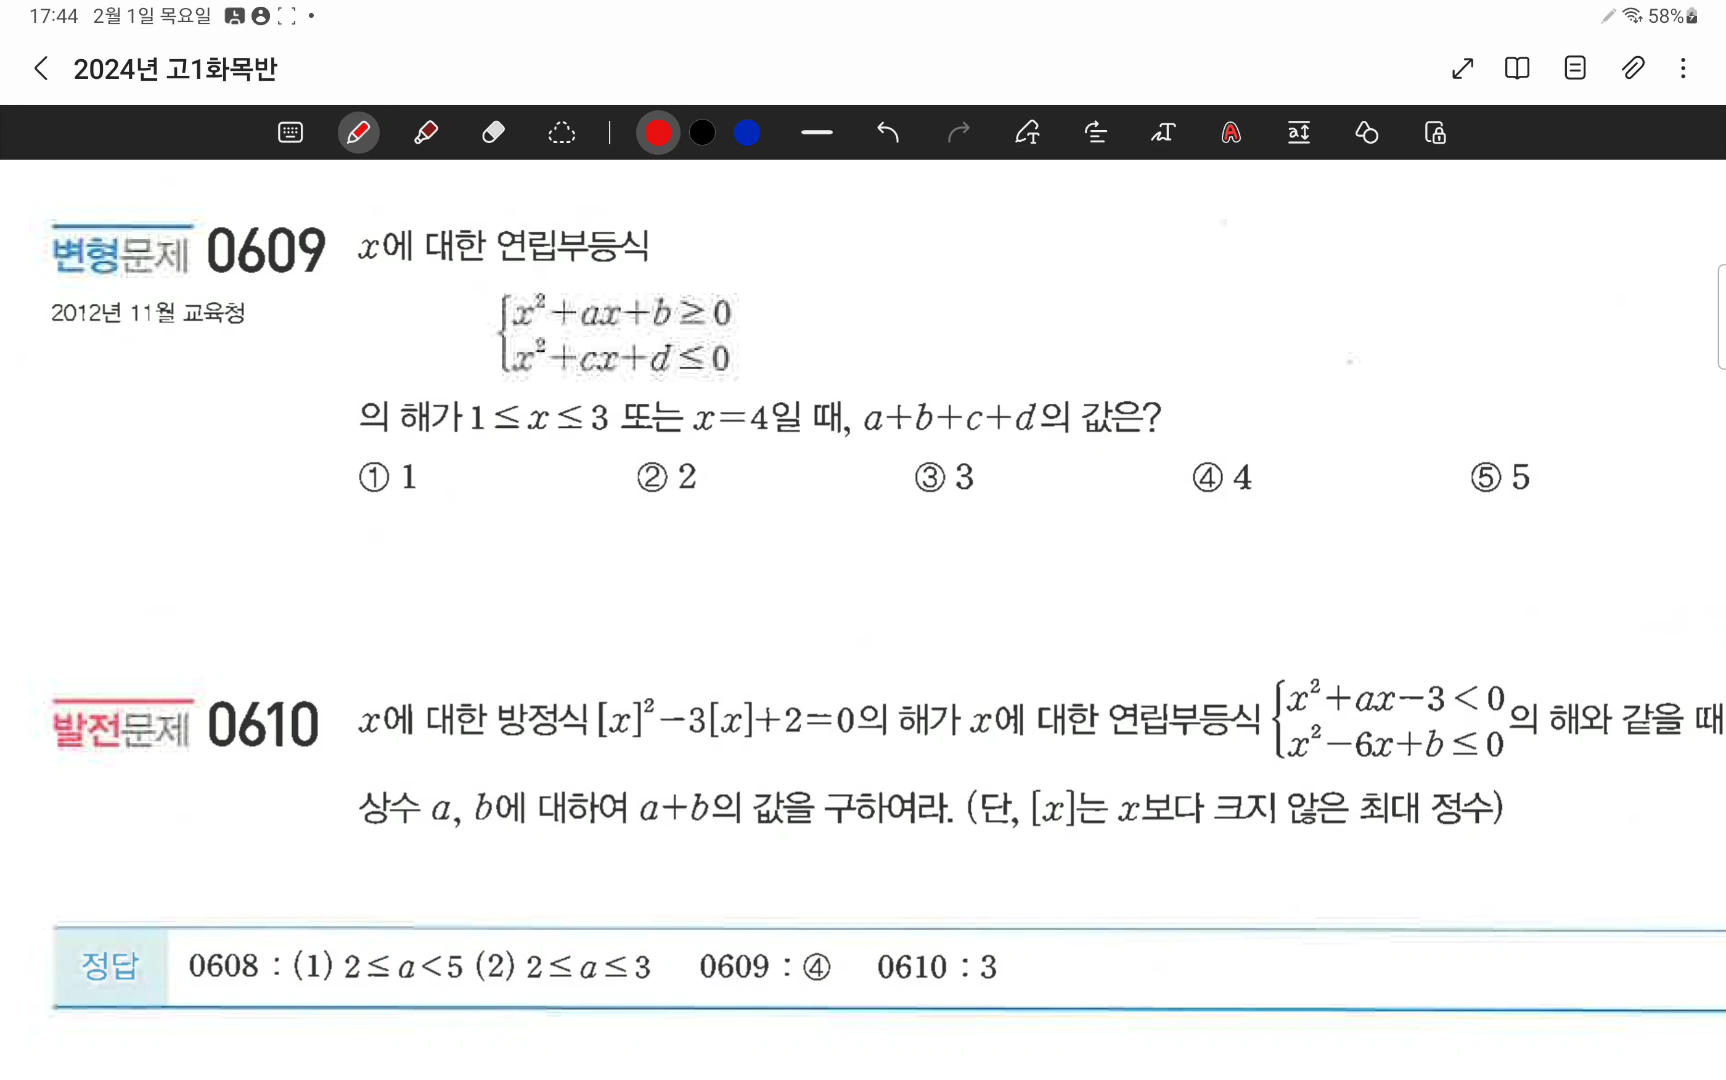 17:44 2월 1일 목요일
58%
2024년 고1화목반
변형문제 0609 x에 대한 연립부등식
2012년 11월 교육청
x²+ax+b≥0
x²+cx+d≤0
의 해가 1≤x≤3 또는 x=4일 때, a+b+c+d의 값은?
① 1 ② 2 ③ 3 ④ 4 ⑤ 5
발전문제 0610 x에 대한 방정식 [x]²-3[x]+2=0의 해가 x에 대한 연립부등식 {x²+ax-3<0 x²-6x+b≤0 의 해와 같을 때
상수 a, b에 대하여 a+b의 값을 구하여라. (단, [x]는 x보다 크지 않은 최대 정수)
정답 0608 : (1) 2≤a<5 (2) 2≤a≤3 0609 : ④ 0610 : 3